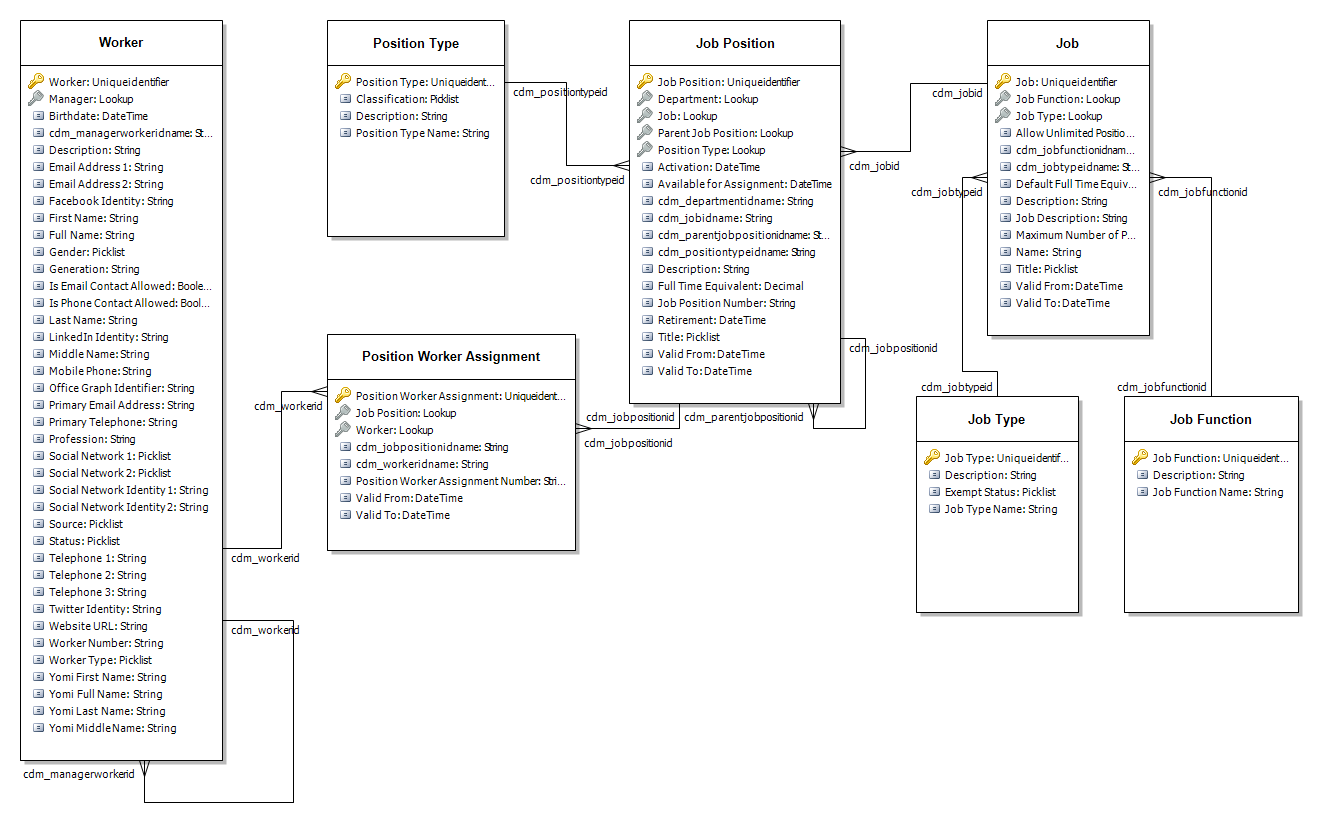 Worker
Worker: Uniqueidentifier
Manager: Lookup
Birthdate: DateTime
cdm_managerworkeridname: St...
Description: String
Email Address 1: String
Email Address 2: String
Facebook Identity: String
First Name: String
Full Name: String
Gender: Picklist
Generation: String
Is Email Contact Allowed: Boole...
Is Phone Contact Allowed: Bool...
Last Name: String
LinkedIn Identity: String
Middle Name: String
Mobile Phone: String
Office Graph Identifier: String
Primary Email Address: String
Primary Telephone: String
Profession: String
Social Network 1: Picklist
Social Network 2: Picklist
Social Network Identity 1: String
Social Network Identity 2: String
Source: Picklist
Status: Picklist
Telephone 1: String
Telephone 2: String
Telephone 3: String
Twitter Identity: String
Website URL: String
Worker Number: String
Worker Type: Picklist
Yomi First Name: String
Yomi Full Name: String
Yomi Last Name: String
Yomi MiddleName: String
cdm_managerworkerid
cdm_workerid
cdm_workerid
cdm_workerid
Position Type
Position Type: Uniqueident...
Classification: Picklist
Description: String
Position Type Name: String
cdm_positiontypeid
cdm_positiontypeid
Position Worker Assignment
Position Worker Assignment: Uniqueident...
Job Position: Lookup
Worker: Lookup
cdm_jobpositionidname: String
cdm_workeridname: String
Position Worker Assignment Number: Stri...
Valid From: DateTime
Valid To: DateTime
cdm_jobpositionid
cdm_jobpositionid
Job Position
Job Position: Uniqueidentifier
Department: Lookup
Job: Lookup
Parent Job Position: Lookup
Position Type: Lookup
Activation: DateTime
Available for Assignment: DateTime
cdm_departmentidname: String
cdm_jobidname: String
cdm_parentjobpositionidname: St...
cdm_positiontypeidname: String
Description: String
Full Time Equivalent: Decimal
Job Position Number: String
Retirement: DateTime
Title: Picklist
Valid From: DateTime
Valid To: DateTime
cdm_parentjobpositionid
cdm_jobpositionid
cdm_jobid
cdm_jobid
Job
Job: Uniqueidentifier
Job Function: Lookup
Job Type: Lookup
Allow Unlimited Positio...
cdm_jobfunctionidnam...
cdm_jobtypeidname: St...
Default Full Time Equiv...
Description: String
Job Description: String
Maximum Number of P...
Name: String
Title: Picklist
Valid From: DateTime
Valid To: DateTime
cdm_jobtypeid
cdm_jobfunctionid
cdm_jobtypeid
cdm_jobfunctionid
Job Type
Job Type: Uniqueidentif...
Description: String
Exempt Status: Picklist
Job Type Name: String
Job Function
Job Function: Uniqueident...
Description: String
Job Function Name: String